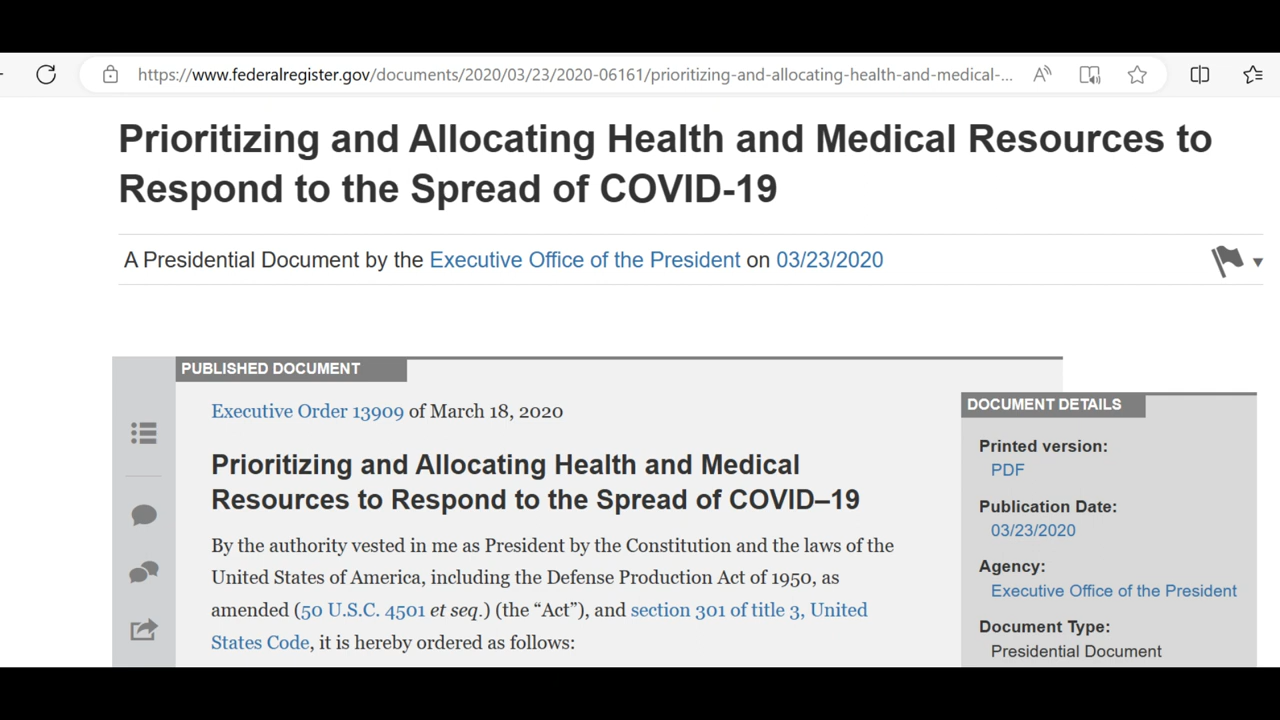 https://www.federalregister.gov/documents/2020/03/23/2020-06161/prioritizing-and-allocating-health-and-medical-...
Prioritizing and Allocating Health and Medical Resources to
Respond to the Spread of COVID-19
A Presidential Document by the Executive Office of the President on 03/23/2020
PUBLISHED DOCUMENT
Executive Order 13909 of March 18, 2020
Prioritizing and Allocating Health and Medical
Resources to Respond to the Spread of COVID–19
By the authority vested in me as President by the Constitution and the laws of the
United States of America, including the Defense Production Act of 1950, as
amended (50 U.S.C. 4501 et seq.) (the “Act”), and section 301 of title 3, United
States Code, it is hereby ordered as follows:
DOCUMENT DETAILS
Printed version:
PDF
Publication Date:
03/23/2020
Agency:
Executive Office of the President
Document Type:
Presidential Document